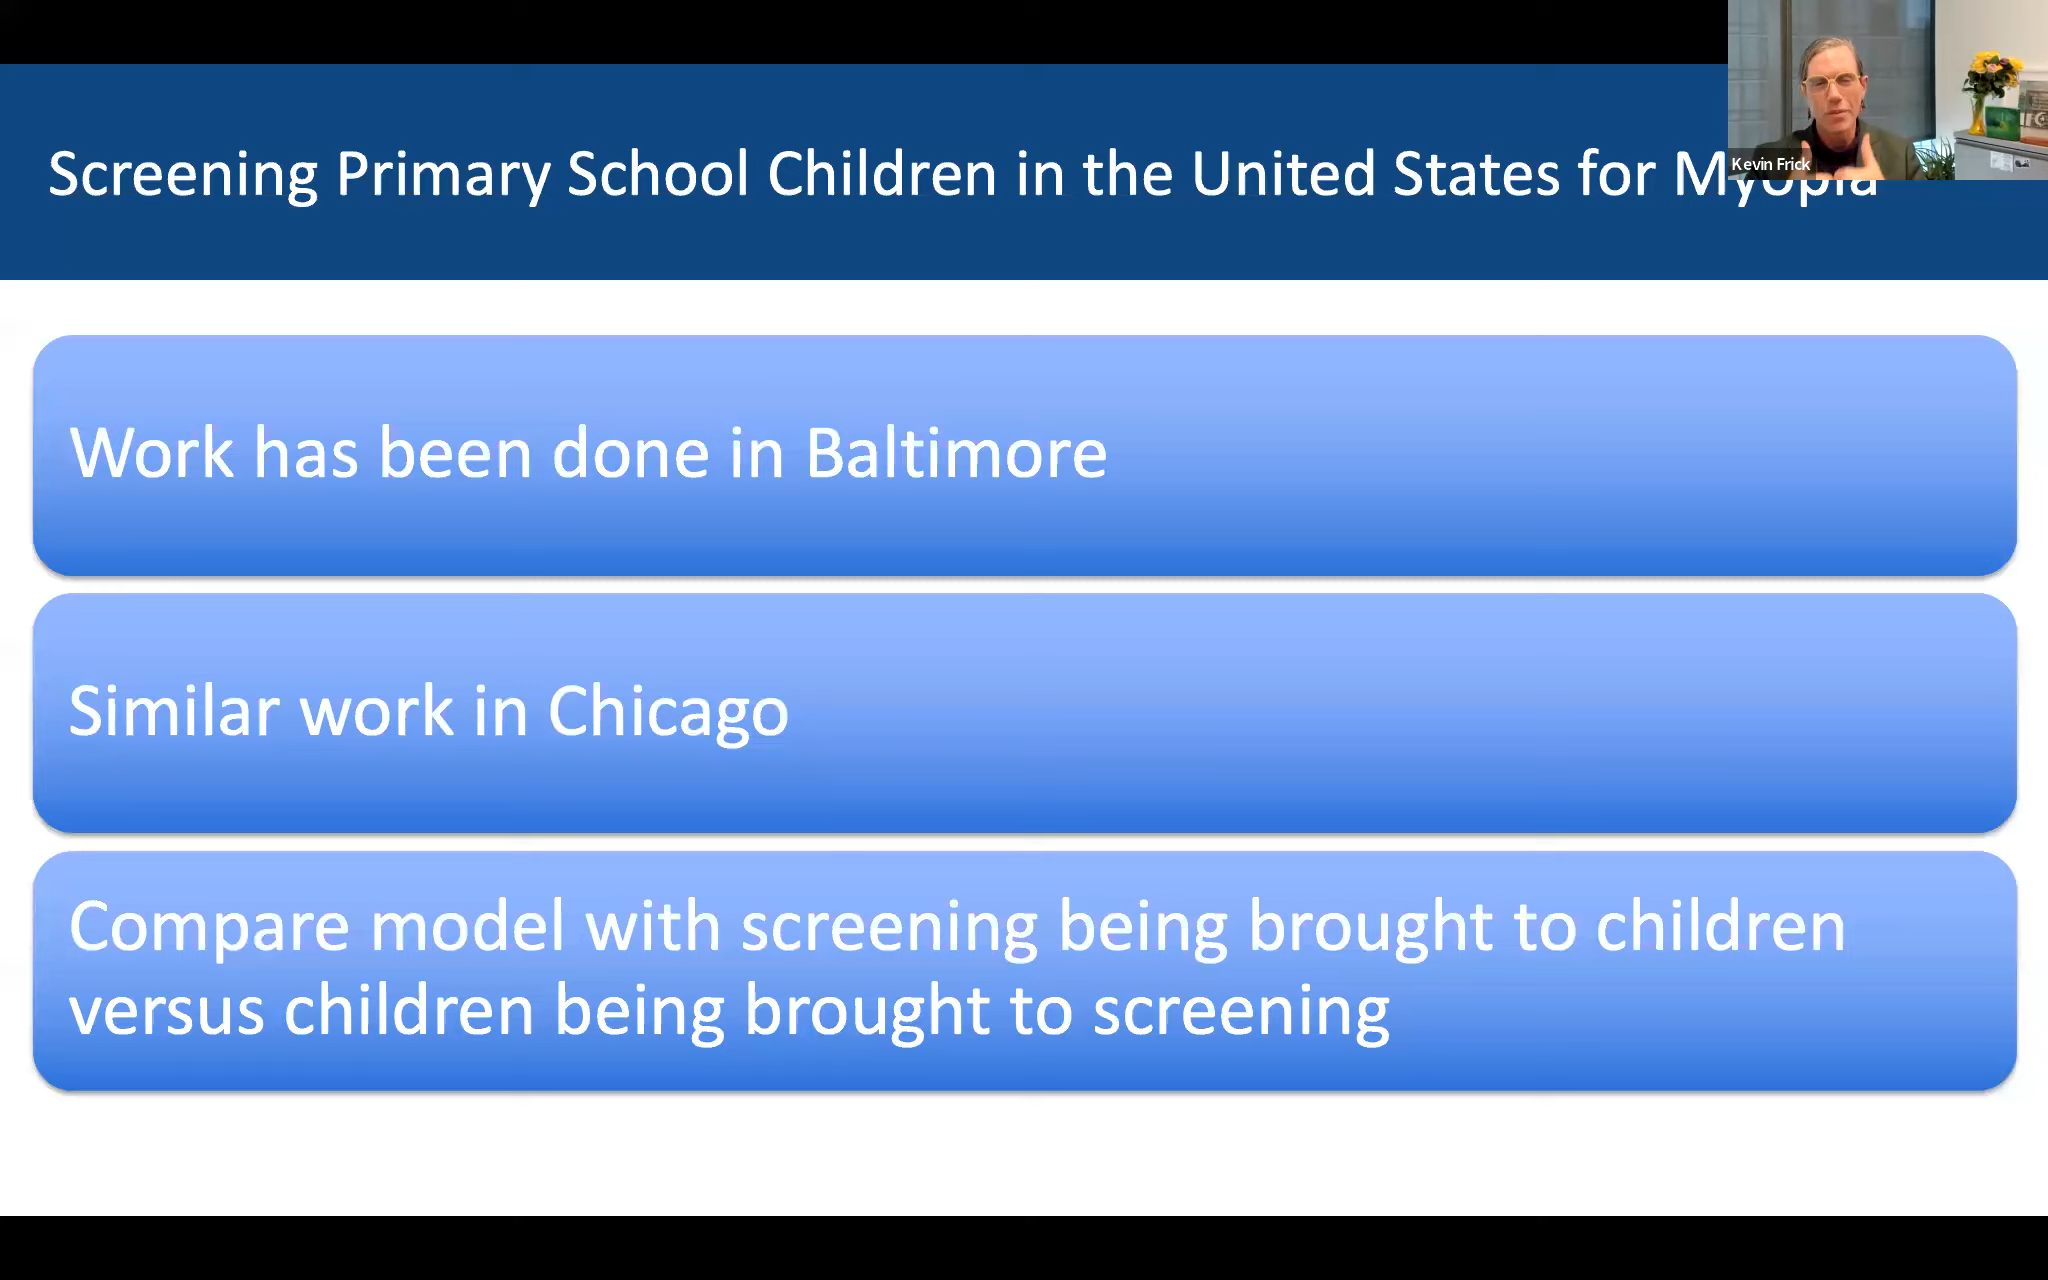 Screening Primary School Children in the United States for Myopia
Kevin Frick
Work has been done in Baltimore
Similar work in Chicago
Compare model with screening being brought to children
versus children being brought to screening